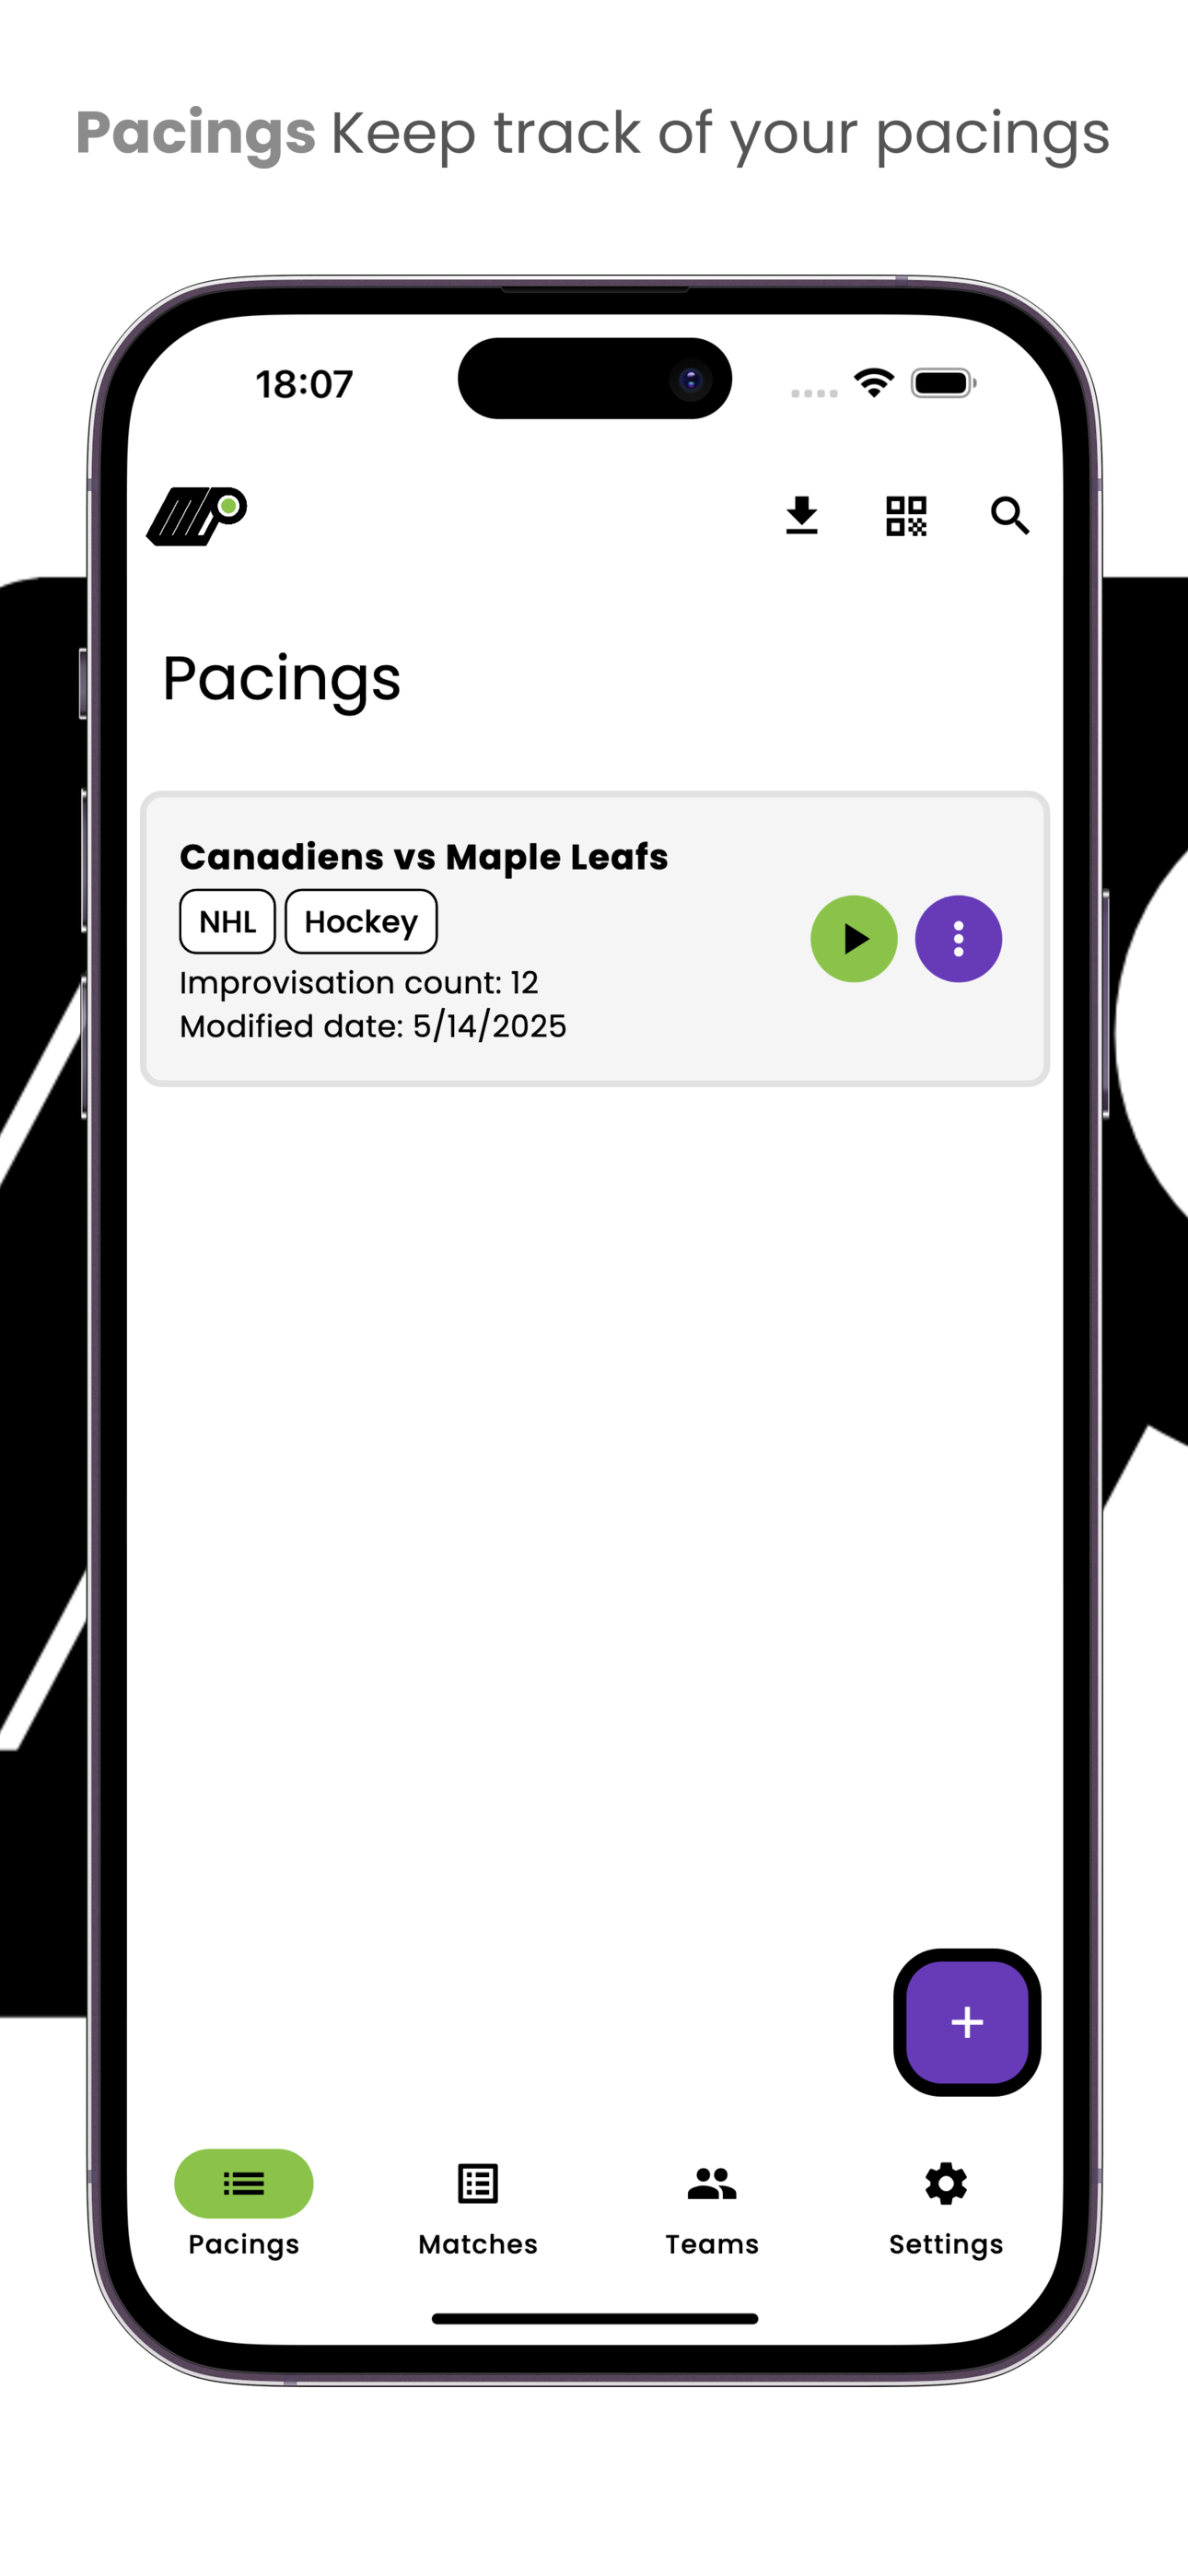 Pacings Keep track of your pacings
18:07
MP
Pacings
Canadiens vs Maple Leafs
NHL Hockey
Improvisation count: 12
Modified date: 5/14/2025
+
Pacings Matches Teams Settings